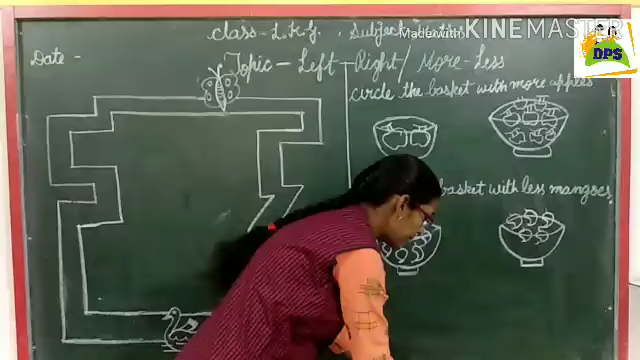 Made with KINEMASTER
DPS
Class - L.K.G. , Subject
Date -
Topic - Left - Right / More - Less
circle the basket with more apples
basket with less mangoes